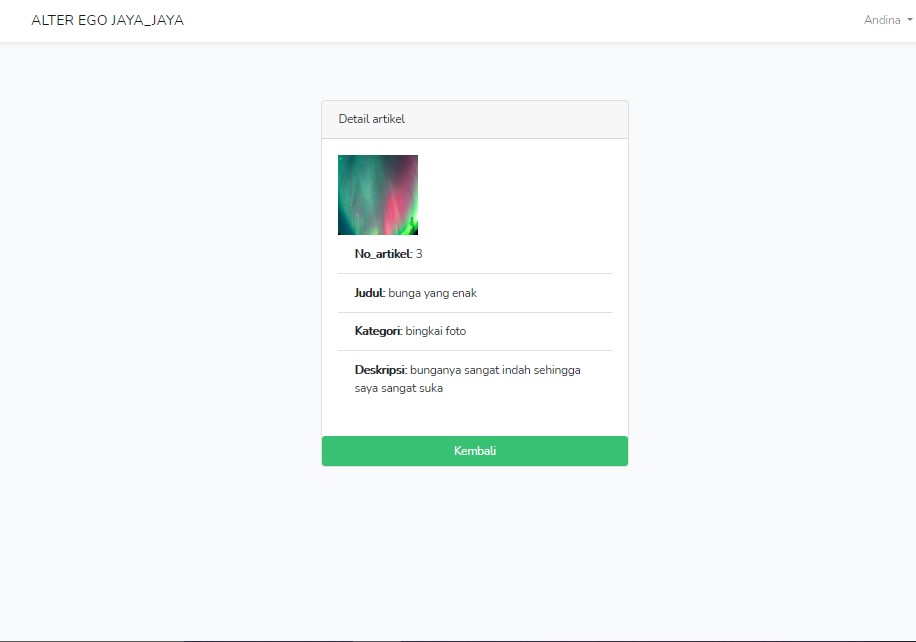 ALTER EGO JAYA_JAYA
Andina
Detail artikel
No_artikel: 3
Judul: bunga yang enak
Kategori: bingkai foto
Deskripsi: bunganya sangat indah sehingga
saya sangat suka
Kembali